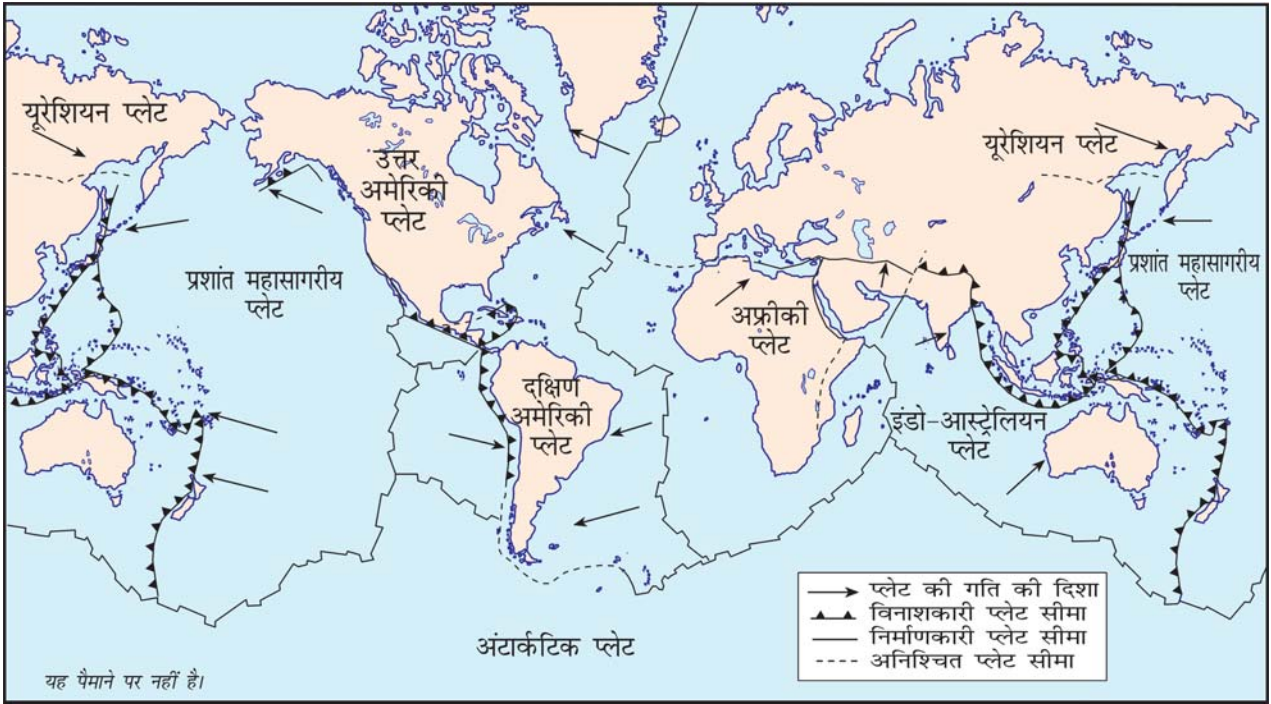 यूरेशियन प्लेट
उत्तर
अमेरिकी
प्लेट
यूरेशियन प्लेट
प्रशांत महासागरीय
प्लेट
प्रशांत महासागरीय
प्लेट
अफ्रीकी
प्लेट
दक्षिण
अमेरिकी
प्लेट
इंडो-आस्ट्रेलियन
प्लेट
अंटार्कटिक प्लेट
प्लेट की गति की दिशा
विनाशकारी प्लेट सीमा
निर्माणकारी प्लेट सीमा
अनिश्चित प्लेट सीमा
यह पैमाने पर नहीं है।